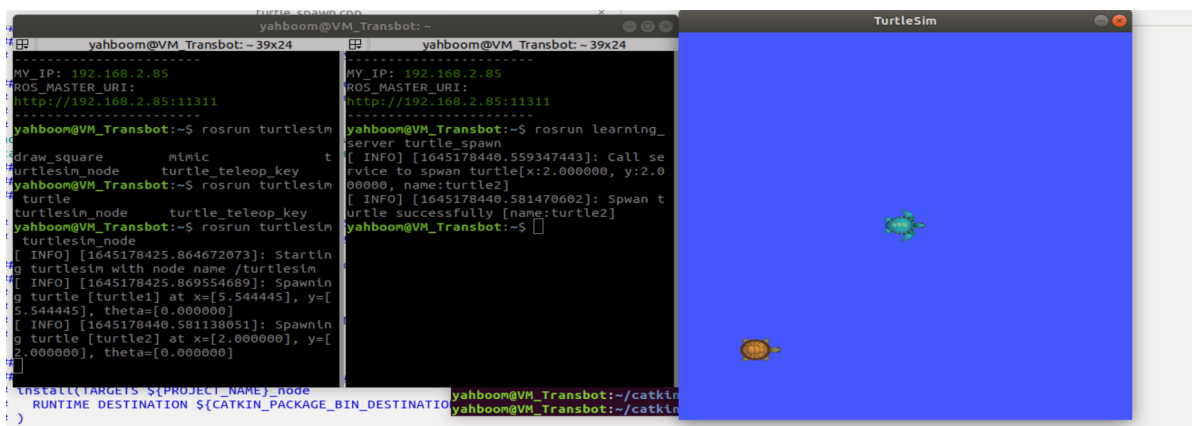 turtle_spawn.cpp ×
yahboom@VM_Transbot: ~
yahboom@VM_Transbot: ~ 39x24
-----------------------
MY_IP: 192.168.2.85
ROS_MASTER_URI:
http://192.168.2.85:11311
-----------------------
yahboom@VM_Transbot:~$ rosrun turtlesim
draw_square mimic t
urtlesim_node turtle_teleop_key
yahboom@VM_Transbot:~$ rosrun turtlesim
turtle
turtlesim_node turtle_teleop_key
yahboom@VM_Transbot:~$ rosrun turtlesim
turtlesim_node
[ INFO] [1645178425.864672073]: Startin
g turtlesim with node name /turtlesim
[ INFO] [1645178425.869554689]: Spawnin
g turtle [turtle1] at x=[5.544445], y=[
5.544445], theta=[0.000000]
[ INFO] [1645178440.581138051]: Spawnin
g turtle [turtle2] at x=[2.000000], y=[
2.000000], theta=[0.000000]
yahboom@VM_Transbot: ~ 39x24
-----------------------
MY_IP: 192.168.2.85
ROS_MASTER_URI:
http://192.168.2.85:11311
-----------------------
yahboom@VM_Transbot:~$ rosrun learning_
server turtle_spawn
[ INFO] [1645178440.559347443]: Call se
rvice to spwan turtle[x:2.000000, y:2.0
00000, name:turtle2]
[ INFO] [1645178440.581470602]: Spwan t
urtle successfully [name:turtle2]
yahboom@VM_Transbot:~$
TurtleSim
install(TARGETS ${PROJECT_NAME}_node
RUNTIME DESTINATION ${CATKIN_PACKAGE_BIN_DESTINATIO
)
yahboom@VM_Transbot:~/catkin
yahboom@VM_Transbot:~/catkin